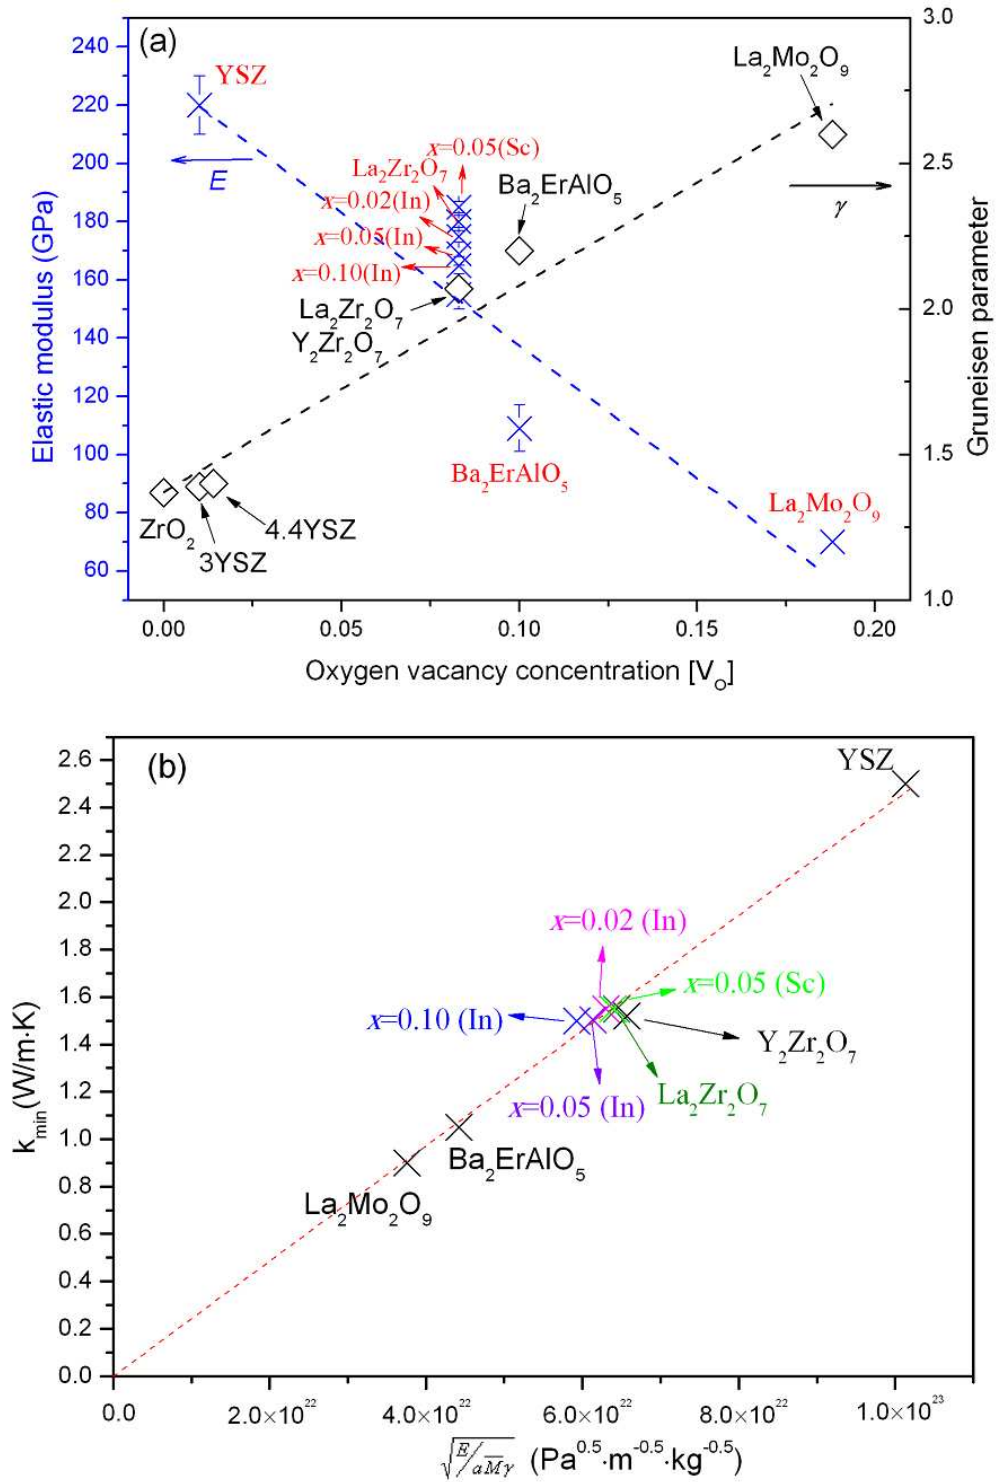 (a)
3.0
240
YSZ
La2Mo2O9
220
200
x=0.05(Sc)
2.5
E
La2Zr2O7
Ba2ErAlO5
γ
180
x=0.02(In)
x=0.05(In)
160
x=0.10(In)
La2Zr2O7
2.0
140
Y2Zr2O7
120
100
1.5
Ba2ErAlO5
La2Mo2O9
80
ZrO2
4.4YSZ
3YSZ
60
1.0
Elastic modulus (GPa)
Gruneisen parameter
0.00 0.05 0.10 0.15 0.20
Oxygen vacancy concentration [VO]
(b)
2.6
YSZ
2.4
2.2
2.0
x=0.02 (In)
1.8
1.6
x=0.05 (Sc)
x=0.10 (In)
1.4
Y2Zr2O7
1.2
x=0.05 (In)
La2Zr2O7
1.0
Ba2ErAlO5
0.8
La2Mo2O9
0.6
0.4
0.2
0.0
kmin(W/m·K)
0.0 2.0×10^22 4.0×10^22 6.0×10^22 8.0×10^22 1.0×10^23
√(E/aM̅γ) (Pa^0.5·m^-0.5·kg^-0.5)